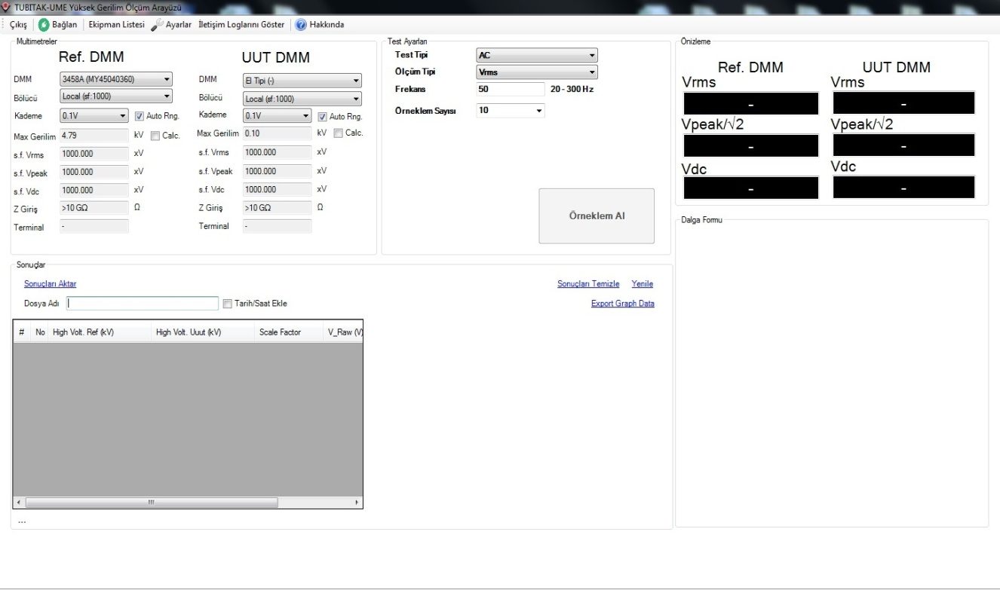 TUBITAK-UME Yüksek Gerilim Ölçüm Arayüzü
Çıkış Bağlan Ekipman Listesi Ayarlar İletişim Loglarını Göster Hakkında
Multimetreler
Ref. DMM UUT DMM
DMM 3458A (MY45040360) DMM El Tipi (-)
Bölücü Local (sf:1000) Bölücü Local (sf:1000)
Kademe 0.1V Auto Rng. Kademe 0.1V Auto Rng.
Max Gerilim 4.79 kV Calc. Max Gerilim 0.10 kV Calc.
s.f. Vrms 1000.000 xV s.f. Vrms 1000.000 xV
s.f. Vpeak 1000.000 xV s.f. Vpeak 1000.000 xV
s.f. Vdc 1000.000 xV s.f. Vdc 1000.000 xV
Z Giriş >10 GΩ Ω Z Giriş >10 GΩ Ω
Terminal - Terminal -
Test Ayarları
Test Tipi AC
Ölçüm Tipi Vrms
Frekans 50 20 - 300 Hz
Örneklem Sayısı 10
Örneklem Al
Önizleme
Ref. DMM UUT DMM
Vrms Vrms
- -
Vpeak/√2 Vpeak/√2
- -
Vdc Vdc
- -
Dalga Formu
Sonuçlar
Sonuçları Aktar Sonuçları Temizle Yenile
Dosya Adı Tarih/Saat Ekle Export Graph Data
# No High Volt. Ref (kV) High Volt. Uuut (kV) Scale Factor V_Raw (V)
...